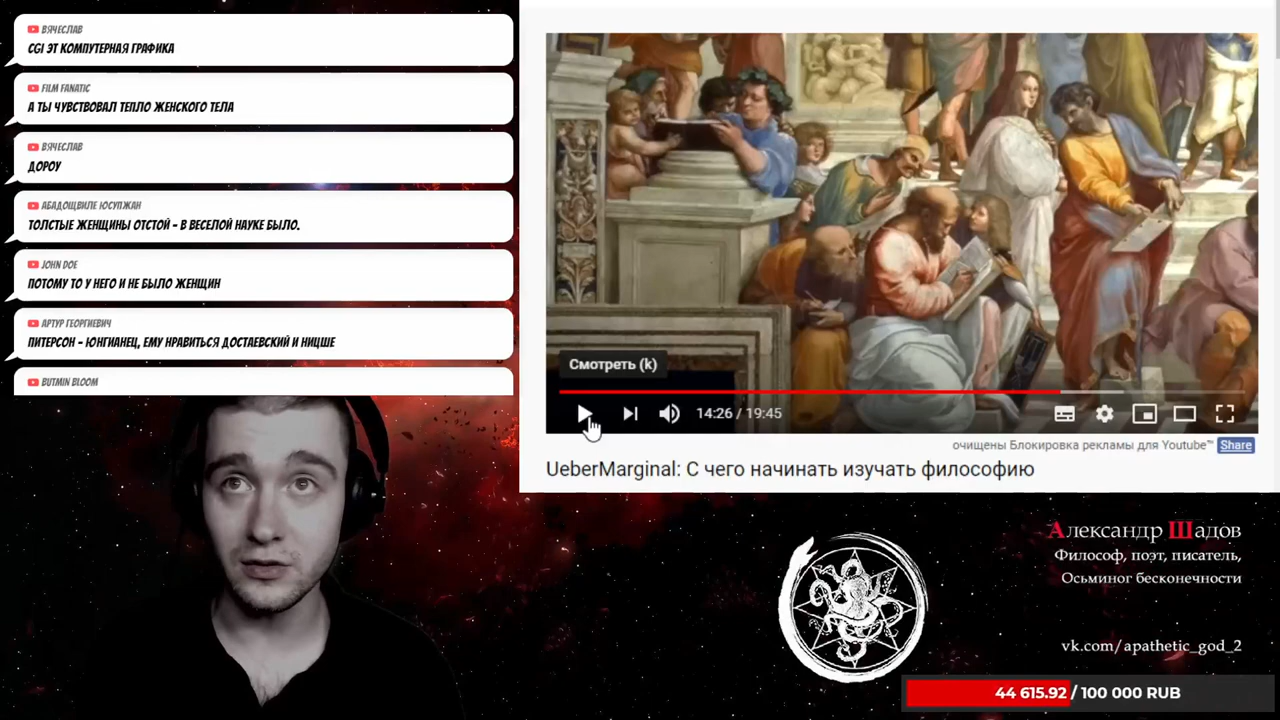 ВЯЧЕСЛАВ
CGI ЭТ КОМПУТЕРНАЯ ГРАФИКА
FILM FANATIC
А ТЫ ЧУВСТВОВАЛ ТЕПЛО ЖЕНСКОГО ТЕЛА
ВЯЧЕСЛАВ
ДОРОУ
АБАДОЩВИЛЕ ЮСУПЖАН
ТОЛСТЫЕ ЖЕНЩИНЫ ОТСТОЙ - В ВЕСЕЛОЙ НАУКЕ БЫЛО.
JOHN DOE
ПОТОМУ ТО У НЕГО И НЕ БЫЛО ЖЕНЩИН
АРТУР ГЕОРГИЕВИЧ
ПИТЕРСОН - ЮНГИАНЕЦ, ЕМУ НРАВИТЬСЯ ДОСТАЕВСКИЙ И НИЦШЕ
BUTMIN BLOOM
Смотреть (k)
14:26 / 19:45
очищены Блокировка рекламы для Youtube™ Share
UeberMarginal: С чего начинать изучать философию
Александр Шадов
Философ, поэт, писатель,
Осьминог бесконечности
vk.com/apathetic_god_2
44 615.92 / 100 000 RUB